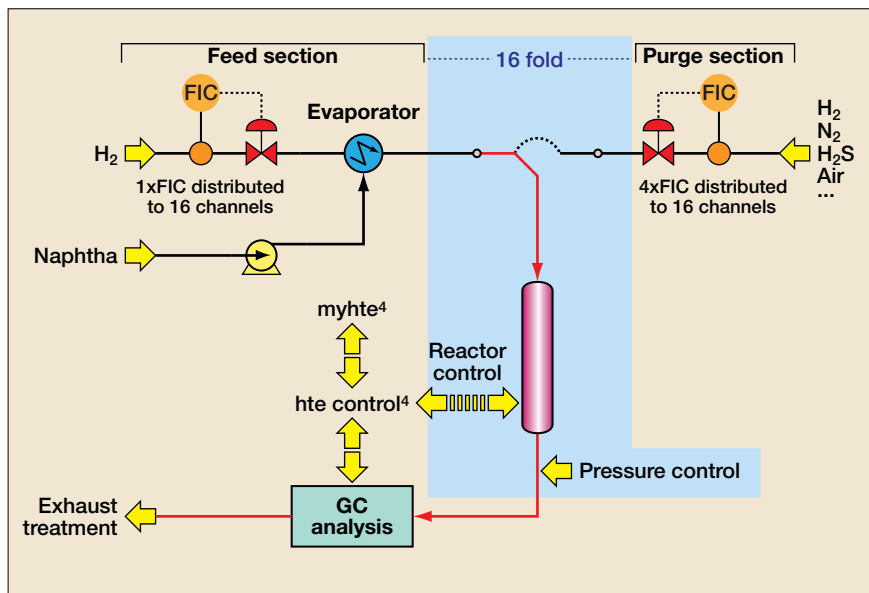 Feed section
16 fold
Purge section
FIC
FIC
Evaporator
H₂
H₂
N₂
H₂S
Air
...
1xFIC distributed
to 16 channels
4xFIC distributed
to 16 channels
Naphtha
myhte⁴
Reactor
control
hte control⁴
Pressure control
GC
analysis
Exhaust
treatment